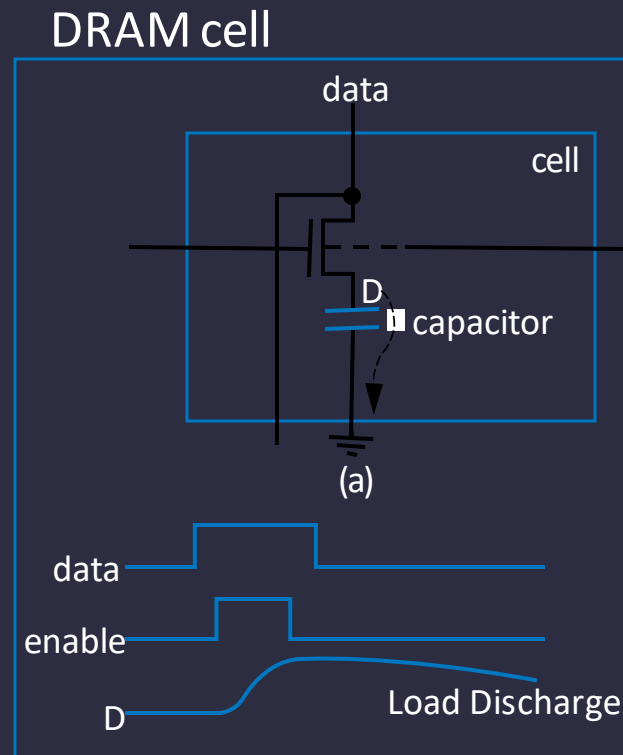 DRAM cell
data
cell
D
capacitor
(a)
data
enable
D
Load Discharge